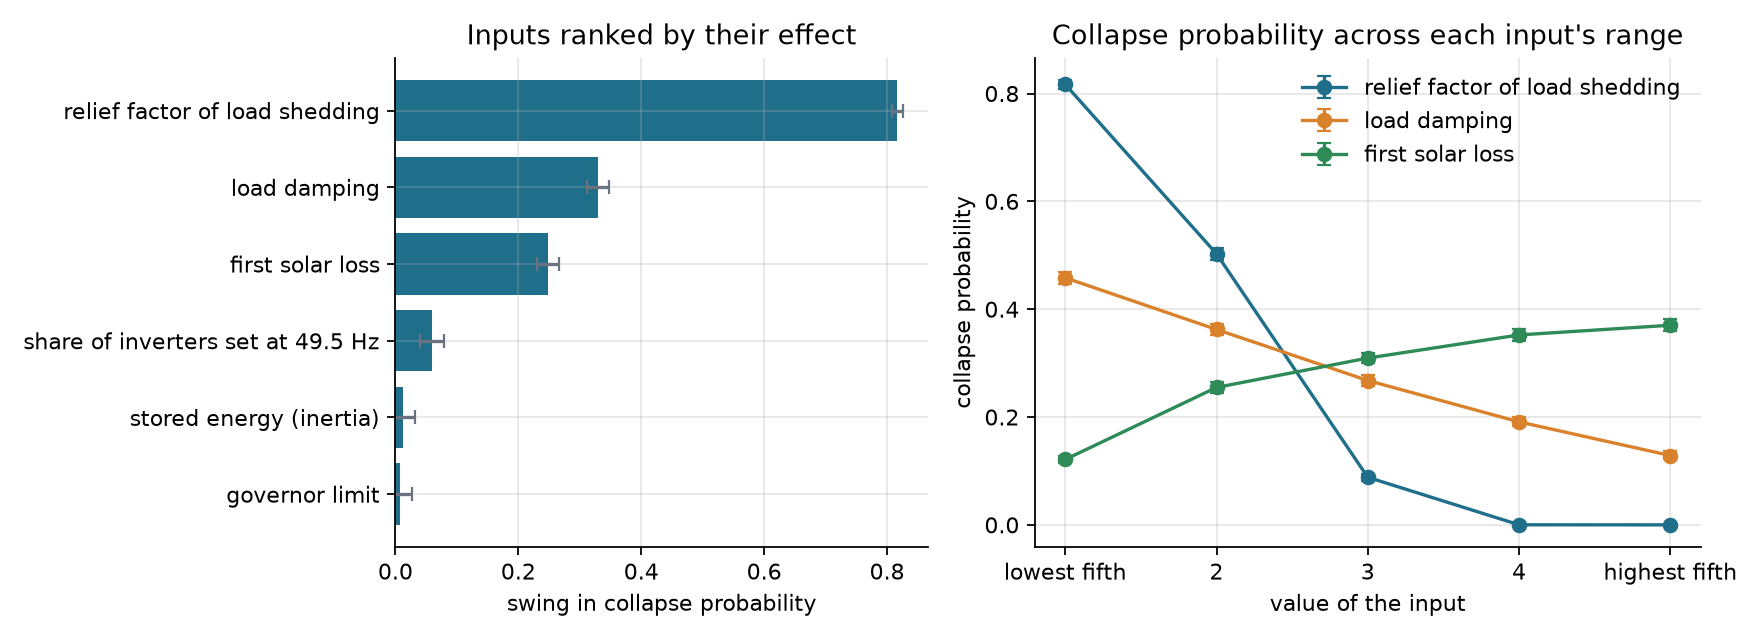 Inputs ranked by their effect
relief factor of load shedding
load damping
first solar loss
share of inverters set at 49.5 Hz
stored energy (inertia)
governor limit
0.0 0.2 0.4 0.6 0.8
swing in collapse probability
Collapse probability across each input's range
relief factor of load shedding
load damping
first solar loss
collapse probability
0.8
0.6
0.4
0.2
0.0
lowest fifth 2 3 4 highest fifth
value of the input